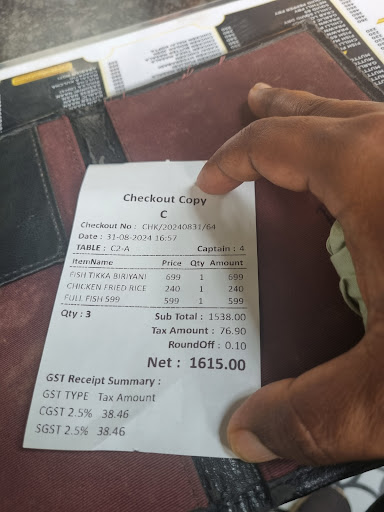 Checkout Copy
C
Checkout No : CHK/20240831/64
Date : 31-08-2024 16:57
TABLE : C2-A Captain : 4
ItemName Price Qty Amount
FISH TIKKA BIRIYANI 699 1 699
CHICKEN FRIED RICE 240 1 240
FULL FISH 599 599 1 599
Qty : 3 Sub Total : 1538.00
Tax Amount : 76.90
RoundOff : 0.10
Net : 1615.00
GST Receipt Summary :
GST TYPE Tax Amount
CGST 2.5% 38.46
SGST 2.5% 38.46